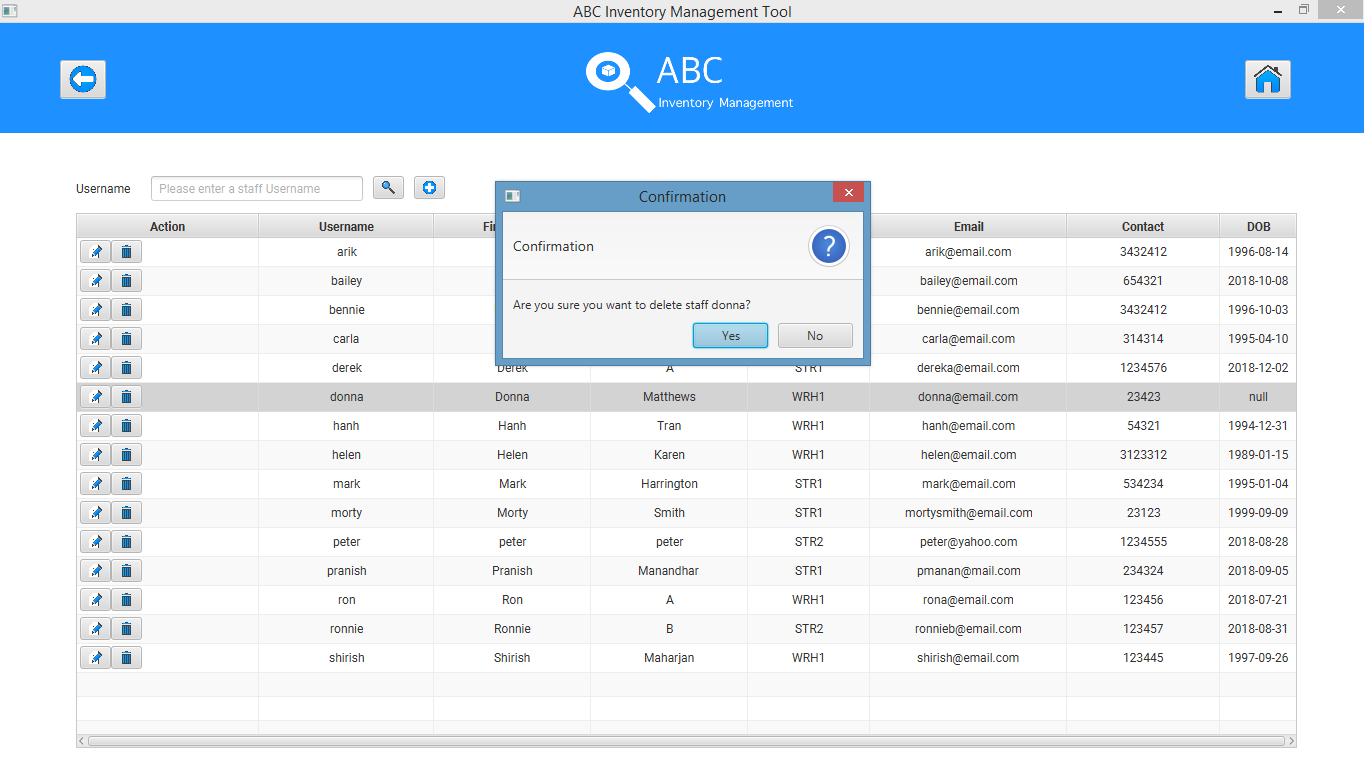 ABC Inventory Management Tool
ABC
Inventory Management
Username Please enter a staff Username
Confirmation
Confirmation
?
Are you sure you want to delete staff donna?
Yes No
Action Username Fi Email Contact DOB
arik arik@email.com 3432412 1996-08-14
bailey bailey@email.com 654321 2018-10-08
bennie bennie@email.com 3432412 1996-10-03
carla carla@email.com 314314 1995-04-10
derek Derek A STR1 dereka@email.com 1234576 2018-12-02
donna Donna Matthews WRH1 donna@email.com 23423 null
hanh Hanh Tran WRH1 hanh@email.com 54321 1994-12-31
helen Helen Karen WRH1 helen@email.com 3123312 1989-01-15
mark Mark Harrington STR1 mark@email.com 534234 1995-01-04
morty Morty Smith STR1 mortysmith@email.com 23123 1999-09-09
peter peter peter STR2 peter@yahoo.com 1234555 2018-08-28
pranish Pranish Manandhar STR1 pmanan@mail.com 234324 2018-09-05
ron Ron A WRH1 rona@email.com 123456 2018-07-21
ronnie Ronnie B STR2 ronnieb@email.com 123457 2018-08-31
shirish Shirish Maharjan WRH1 shirish@email.com 123445 1997-09-26